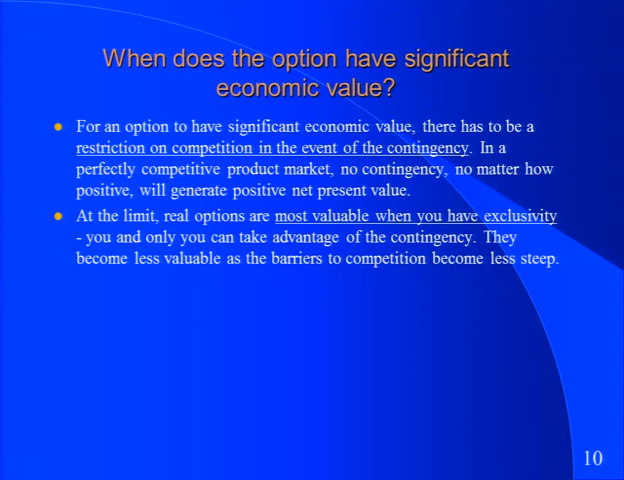 When does the option have significant
economic value?
For an option to have significant economic value, there has to be a
restriction on competition in the event of the contingency. In a
perfectly competitive product market, no contingency, no matter how
positive, will generate positive net present value.
At the limit, real options are most valuable when you have exclusivity
- you and only you can take advantage of the contingency. They
become less valuable as the barriers to competition become less steep.
10